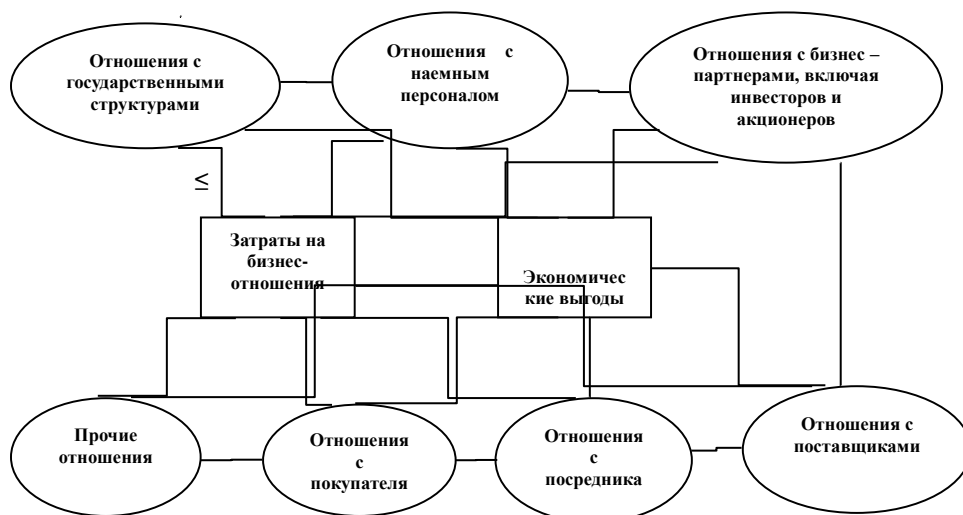 Отношения с
государственными
структурами
Отношения с
наемным
персоналом
Отношения с бизнес –
партнерами, включая
инвесторов и
акционеров
≤
Затраты на
бизнес-
отношения
Экономичес
кие выгоды
Прочие
отношения
Отношения
с
покупателя
Отношения
с
посредника
Отношения с
поставщиками